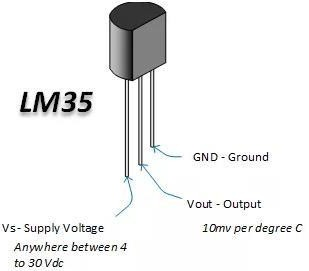 LM35
GND - Ground
Vout - Output
10mv per degree C
Vs - Supply Voltage
Anywhere between 4
to 30 Vdc